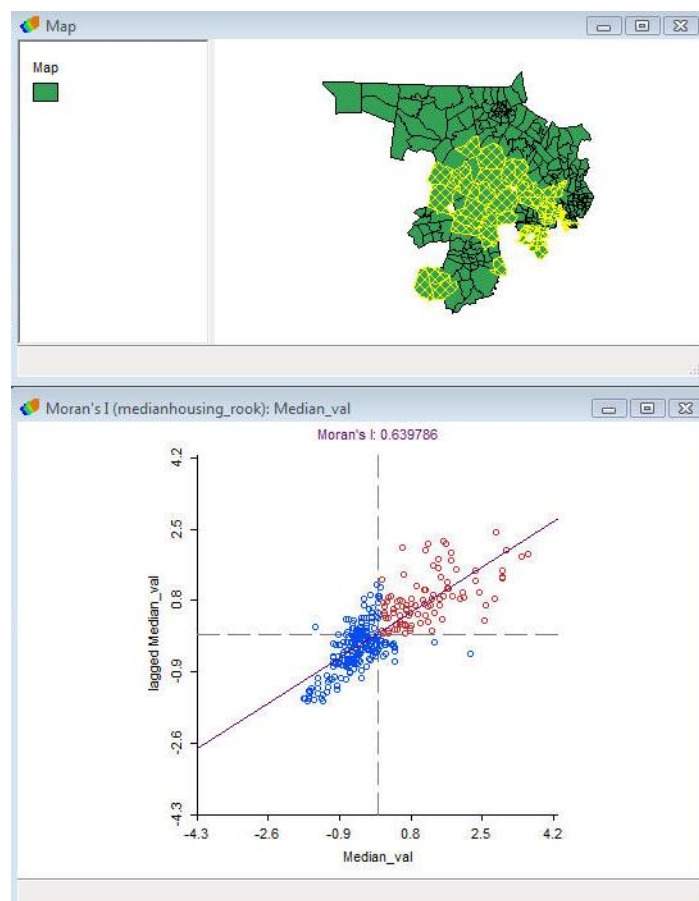 Map
Map
Moran's I (medianhousing_rook): Median_val
Moran's I: 0.639786
lagged Median_val
4.2
2.5
0.8
-0.9
-2.6
-4.3
-4.3 -2.6 -0.9 0.8 2.5 4.2
Median_val